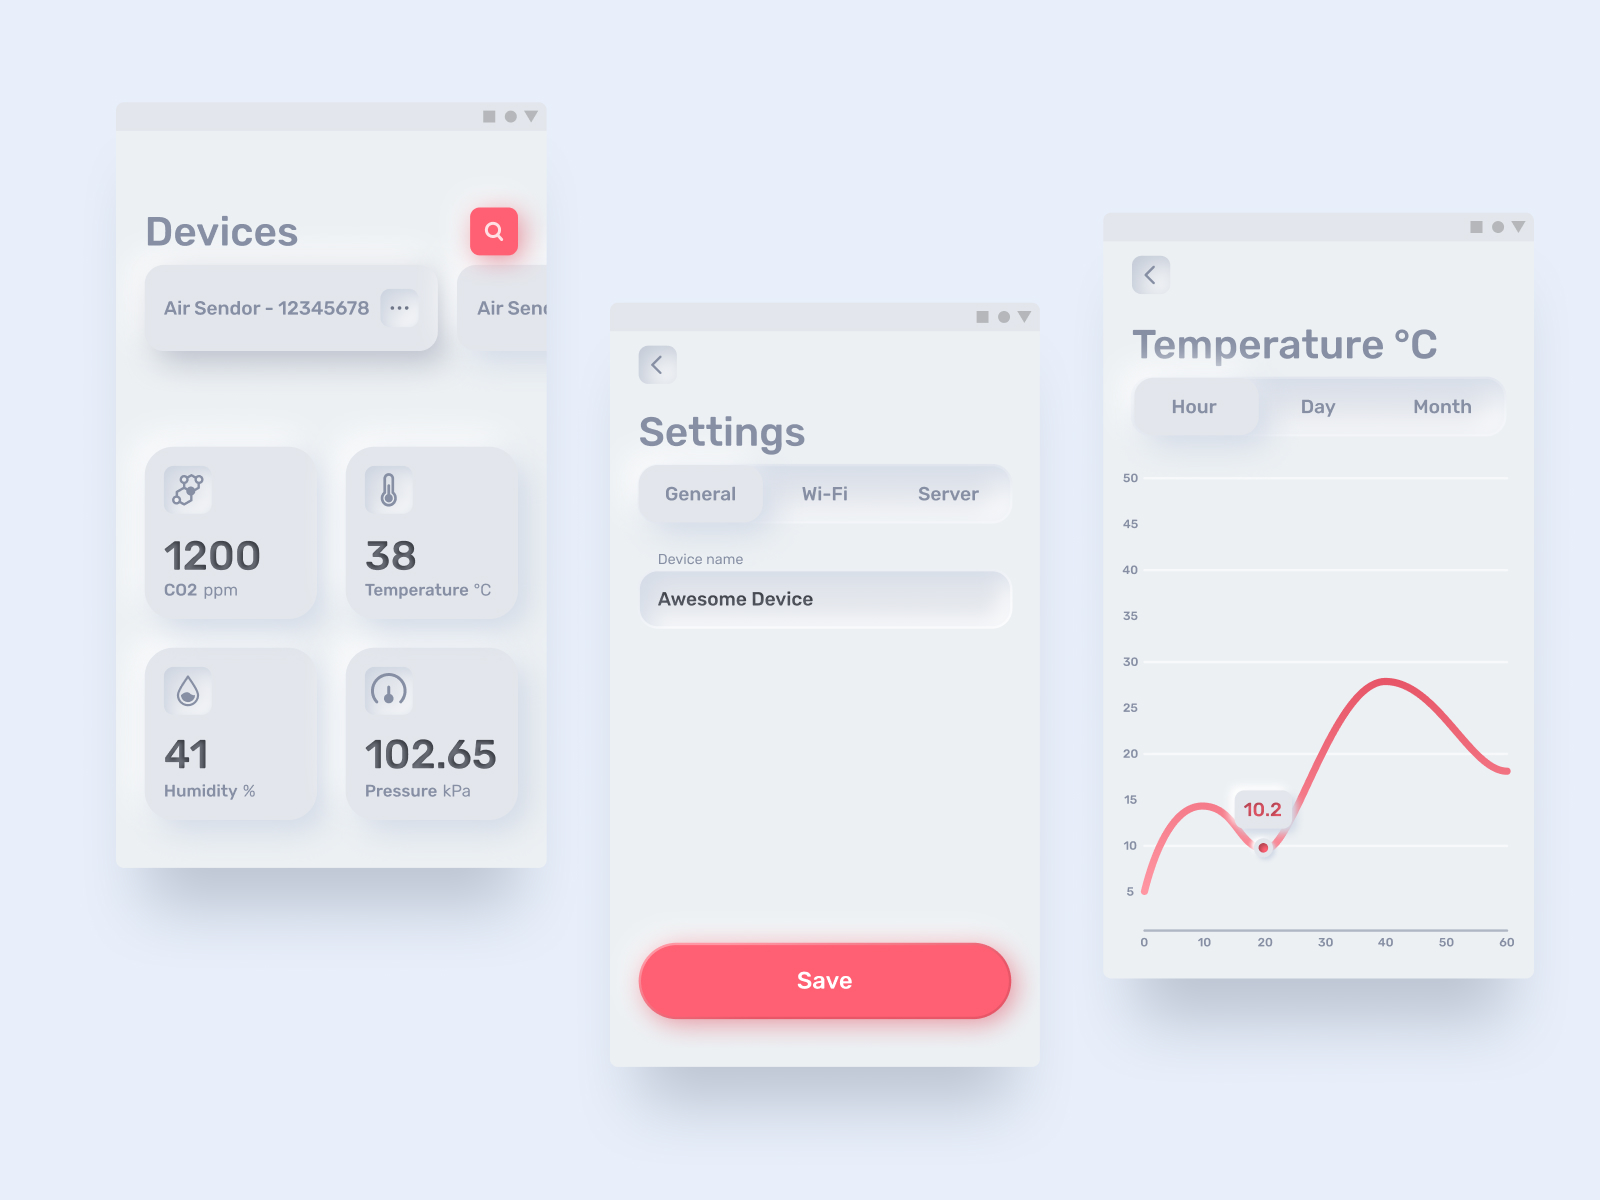 Devices
Air Sendor - 12345678
Air Send
1200
CO2 ppm
38
Temperature °C
41
Humidity %
102.65
Pressure kPa
Settings
General Wi-Fi Server
Device name
Awesome Device
Save
Temperature °C
Hour Day Month
50
45
40
35
30
25
20
15
10.2
10
5
0 10 20 30 40 50 60